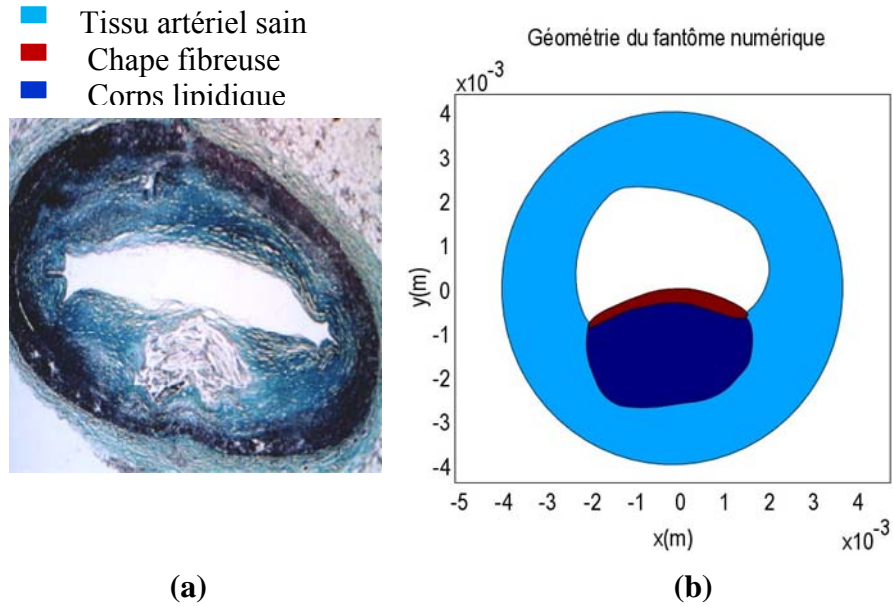 Tissu artériel sain
Chape fibreuse
Corps lipidique
Géométrie du fantôme numérique
x10-3
4
3
2
1
0
-1
-2
-3
-4
y(m)
-5 -4 -3 -2 -1 0 1 2 3 4
x(m)
x10-3
(a)
(b)